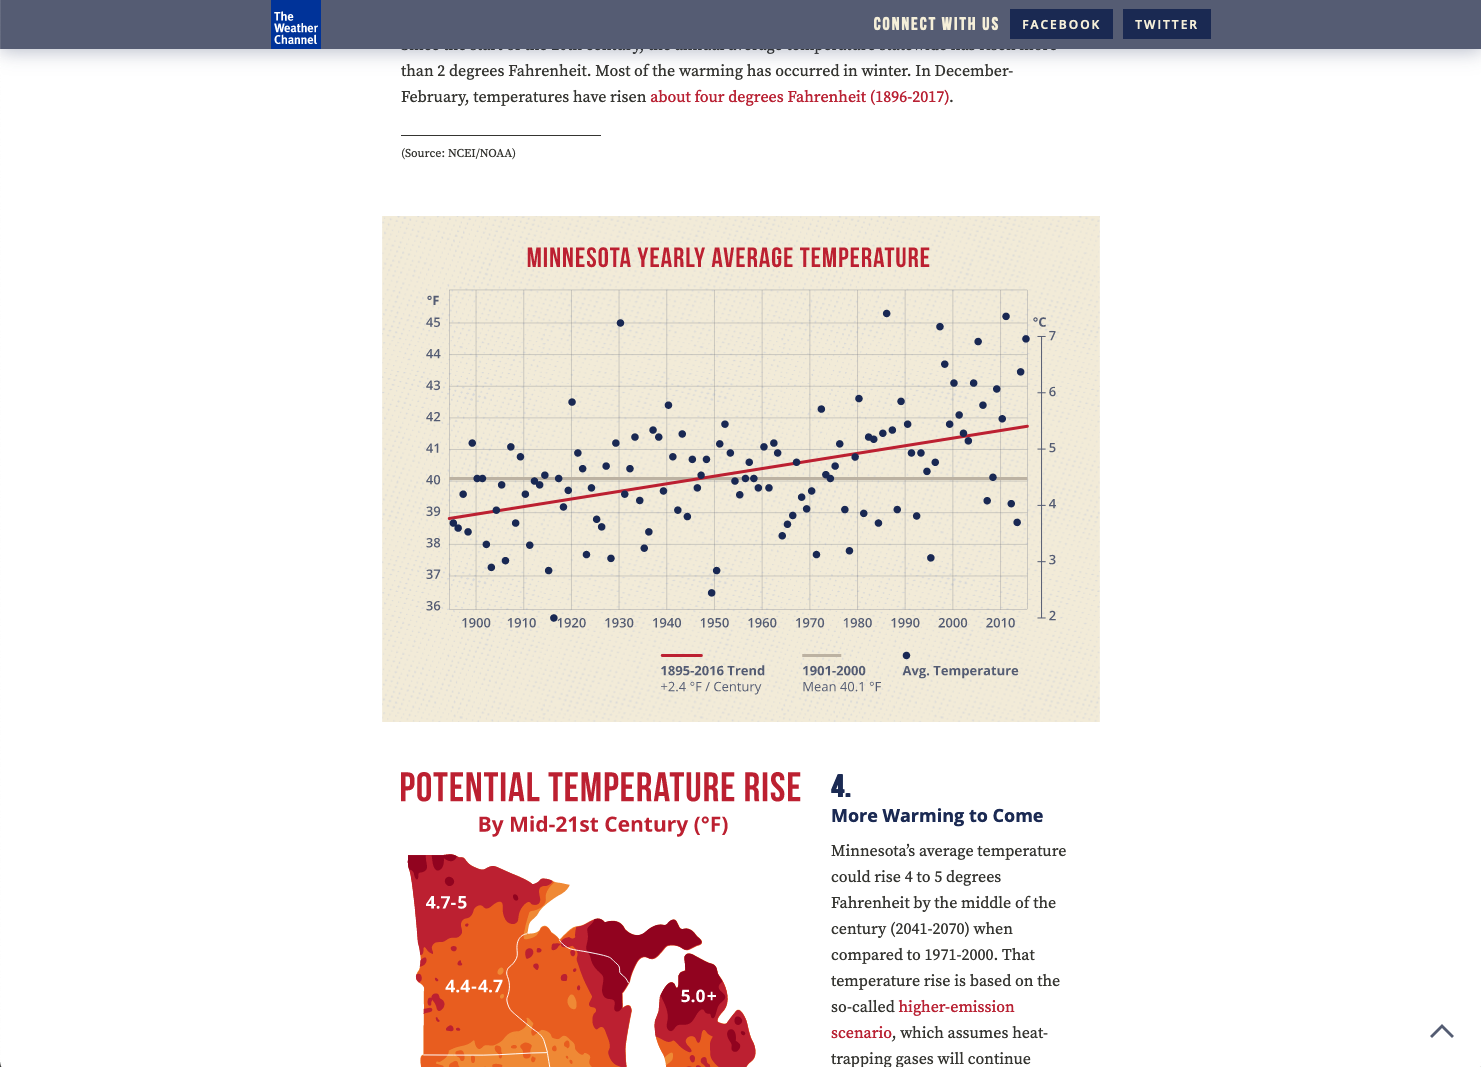 The
Weather
Channel
CONNECT WITH US
FACEBOOK
TWITTER
than 2 degrees Fahrenheit. Most of the warming has occurred in winter. In December-
February, temperatures have risen about four degrees Fahrenheit (1896-2017).
(Source: NCEI/NOAA)
MINNESOTA YEARLY AVERAGE TEMPERATURE
°F
45
44
43
42
41
40
39
38
37
36
°C
7
6
5
4
3
2
1900 1910 1920 1930 1940 1950 1960 1970 1980 1990 2000 2010
1895-2016 Trend
+2.4 °F / Century
1901-2000
Mean 40.1 °F
Avg. Temperature
POTENTIAL TEMPERATURE RISE
By Mid-21st Century (°F)
4.7-5
4.4-4.7
5.0+
4.
More Warming to Come
Minnesota’s average temperature
could rise 4 to 5 degrees
Fahrenheit by the middle of the
century (2041-2070) when
compared to 1971-2000. That
temperature rise is based on the
so-called higher-emission
scenario, which assumes heat-
trapping gases will continue